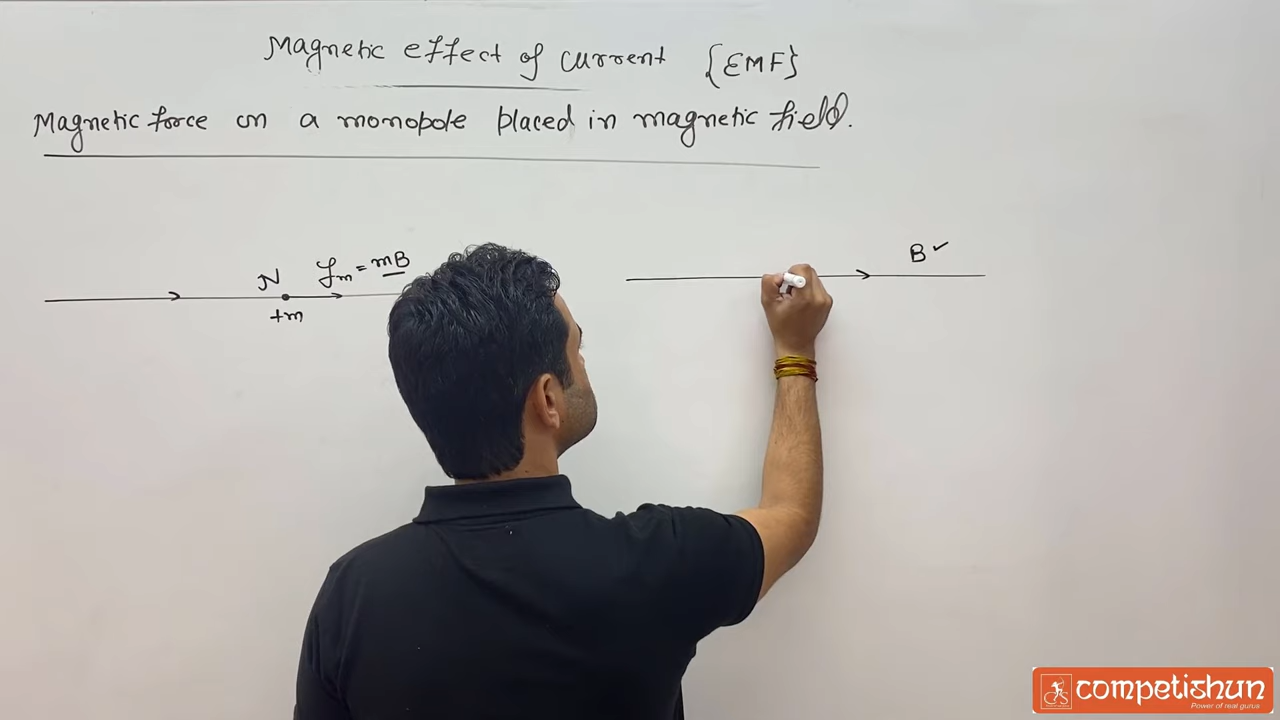 Magnetic effect of current {EMF}
Magnetic force on a monopole placed in magnetic field.
N
+m
Fm = mB
B ✓
competishun
Power of real gurus